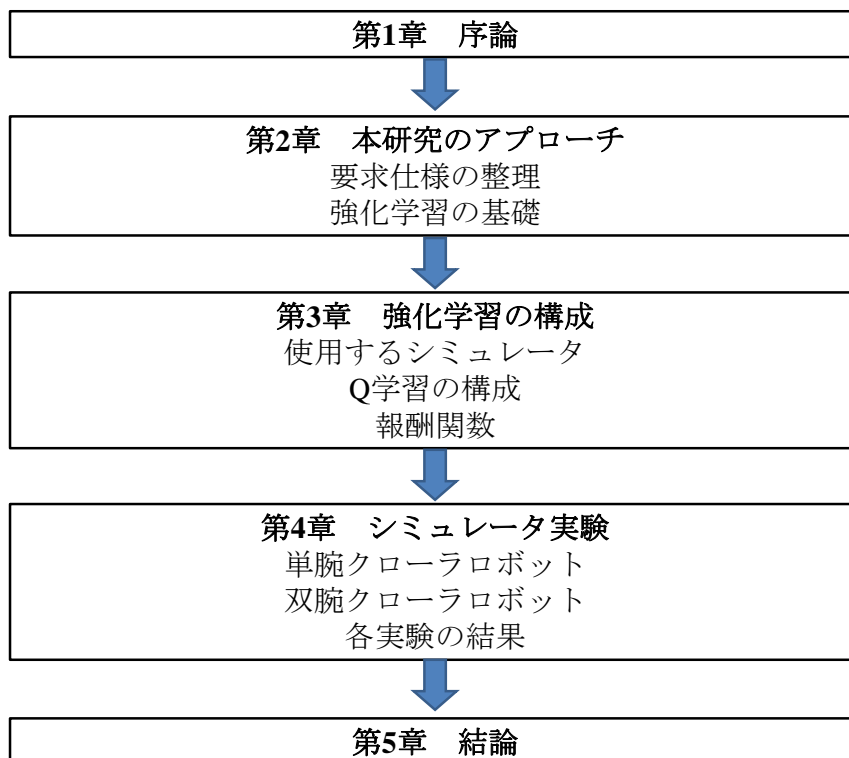 第1章　序論
第2章　本研究のアプローチ
要求仕様の整理
強化学習の基礎
第3章　強化学習の構成
使用するシミュレータ
Q学習の構成
報酬関数
第4章　シミュレータ実験
単腕クローラロボット
双腕クローラロボット
各実験の結果
第5章　結論